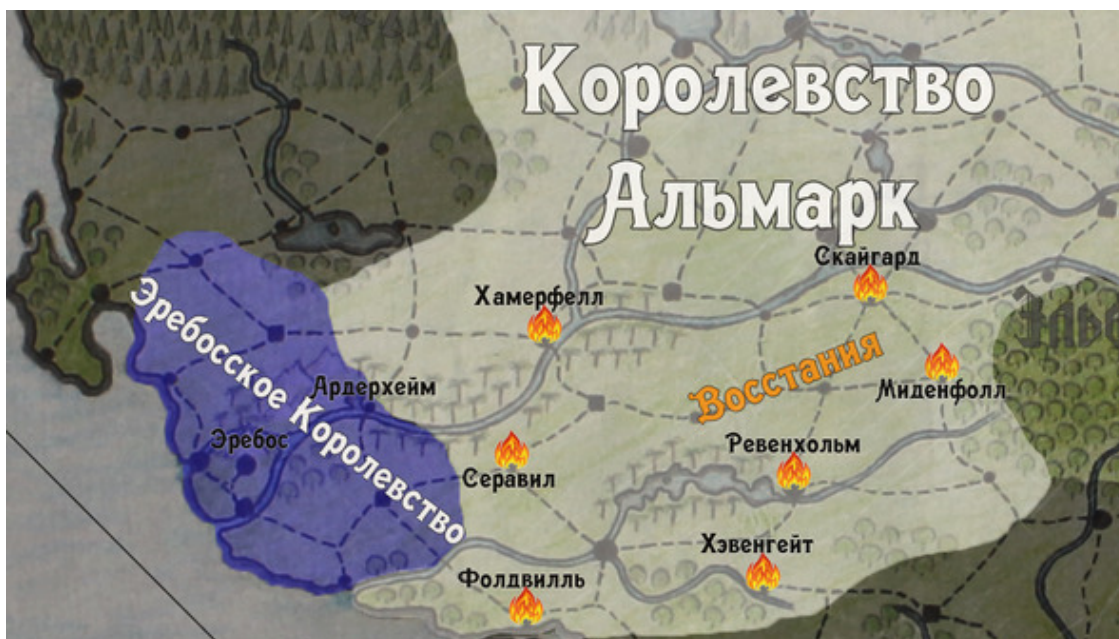 Королевство
Альмарк
Скайгард
Хамерфелл
Эребосское Королевство
Восстания
Ардерхейм
Миденфолл
Эребос
Ревенхольм
Серавил
Хэвенгейт
Фолдвилль